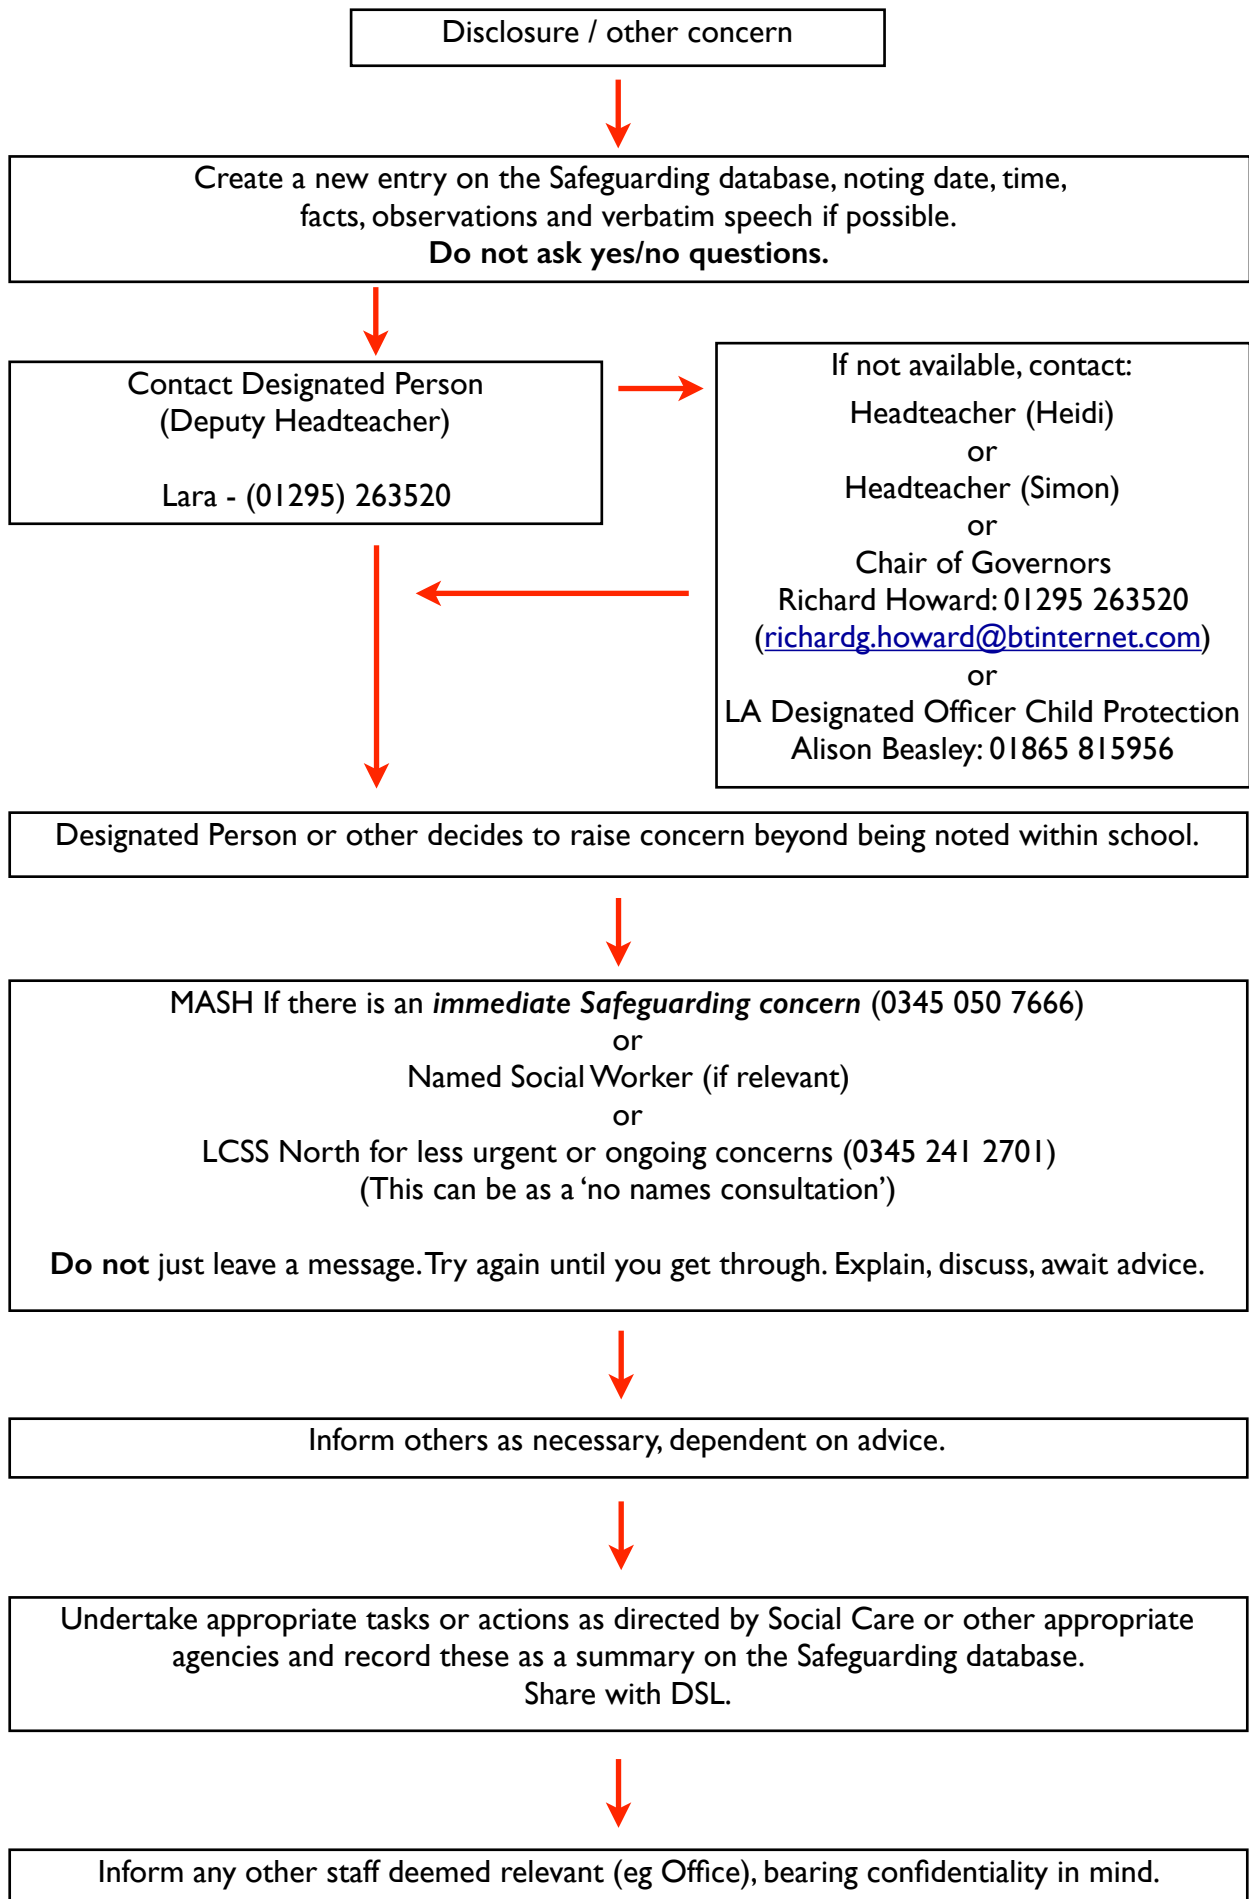 Disclosure / other concern
Create a new entry on the Safeguarding database, noting date, time,
facts, observations and verbatim speech if possible.
Do not ask yes/no questions.
Contact Designated Person
(Deputy Headteacher)
Lara - (01295) 263520
If not available, contact:
Headteacher (Heidi)
or
Headteacher (Simon)
or
Chair of Governors
Richard Howard: 01295 263520
(richardg.howard@btinternet.com)
or
LA Designated Officer Child Protection
Alison Beasley: 01865 815956
Designated Person or other decides to raise concern beyond being noted within school.
MASH If there is an immediate Safeguarding concern (0345 050 7666)
or
Named Social Worker (if relevant)
or
LCSS North for less urgent or ongoing concerns (0345 241 2701)
(This can be as a ‘no names consultation’)
Do not just leave a message. Try again until you get through. Explain, discuss, await advice.
Inform others as necessary, dependent on advice.
Undertake appropriate tasks or actions as directed by Social Care or other appropriate
agencies and record these as a summary on the Safeguarding database.
Share with DSL.
Inform any other staff deemed relevant (eg Office), bearing confidentiality in mind.